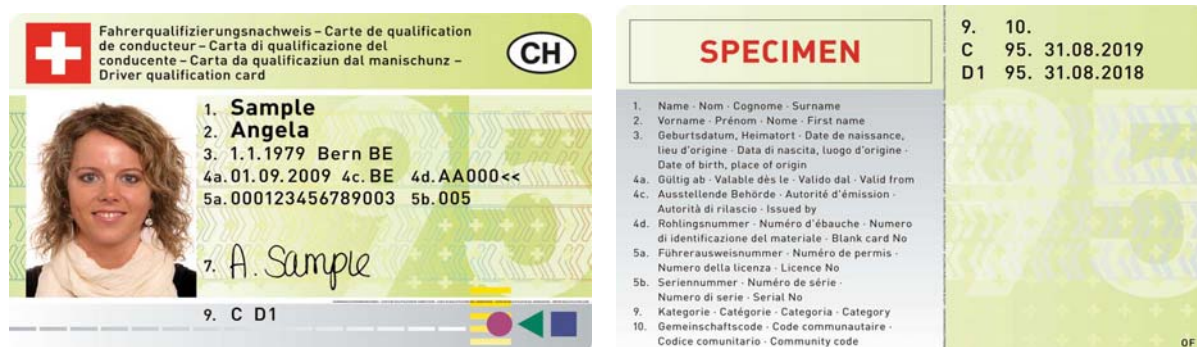 Fahrerqualifizierungsnachweis – Carte de qualification
de conducteur – Carta di qualificazione del
conducente – Carta da qualificaziun dal manischunz –
Driver qualification card
CH
1. Sample
2. Angela
3. 1.1.1979 Bern BE
4a. 01.09.2009 4c. BE 4d. AA000<<
5a. 000123456789003 5b. 005
7. A. Sample
9. C D1
SPECIMEN
9. 10.
C 95. 31.08.2019
D1 95. 31.08.2018
1. Name · Nom · Cognome · Surname
2. Vorname · Prénom · Nome · First name
3. Geburtsdatum, Heimatort · Date de naissance,
lieu d'origine · Data di nascita, luogo d'origine ·
Date of birth, place of origin
4a. Gültig ab · Valable dès le · Valido dal · Valid from
4c. Ausstellende Behörde · Autorité d'émission ·
Autorità di rilascio · Issued by
4d. Rohlingsnummer · Numéro d'ébauche · Numero
di identificazione del materiale · Blank card No
5a. Führerausweisnummer · Numéro de permis ·
Numero della licenza · Licence No
5b. Seriennummer · Numéro de série ·
Numero di serie · Serial No
9. Kategorie · Catégorie · Categoria · Category
10. Gemeinschaftscode · Code communautaire ·
Codice comunitario · Community code
OF